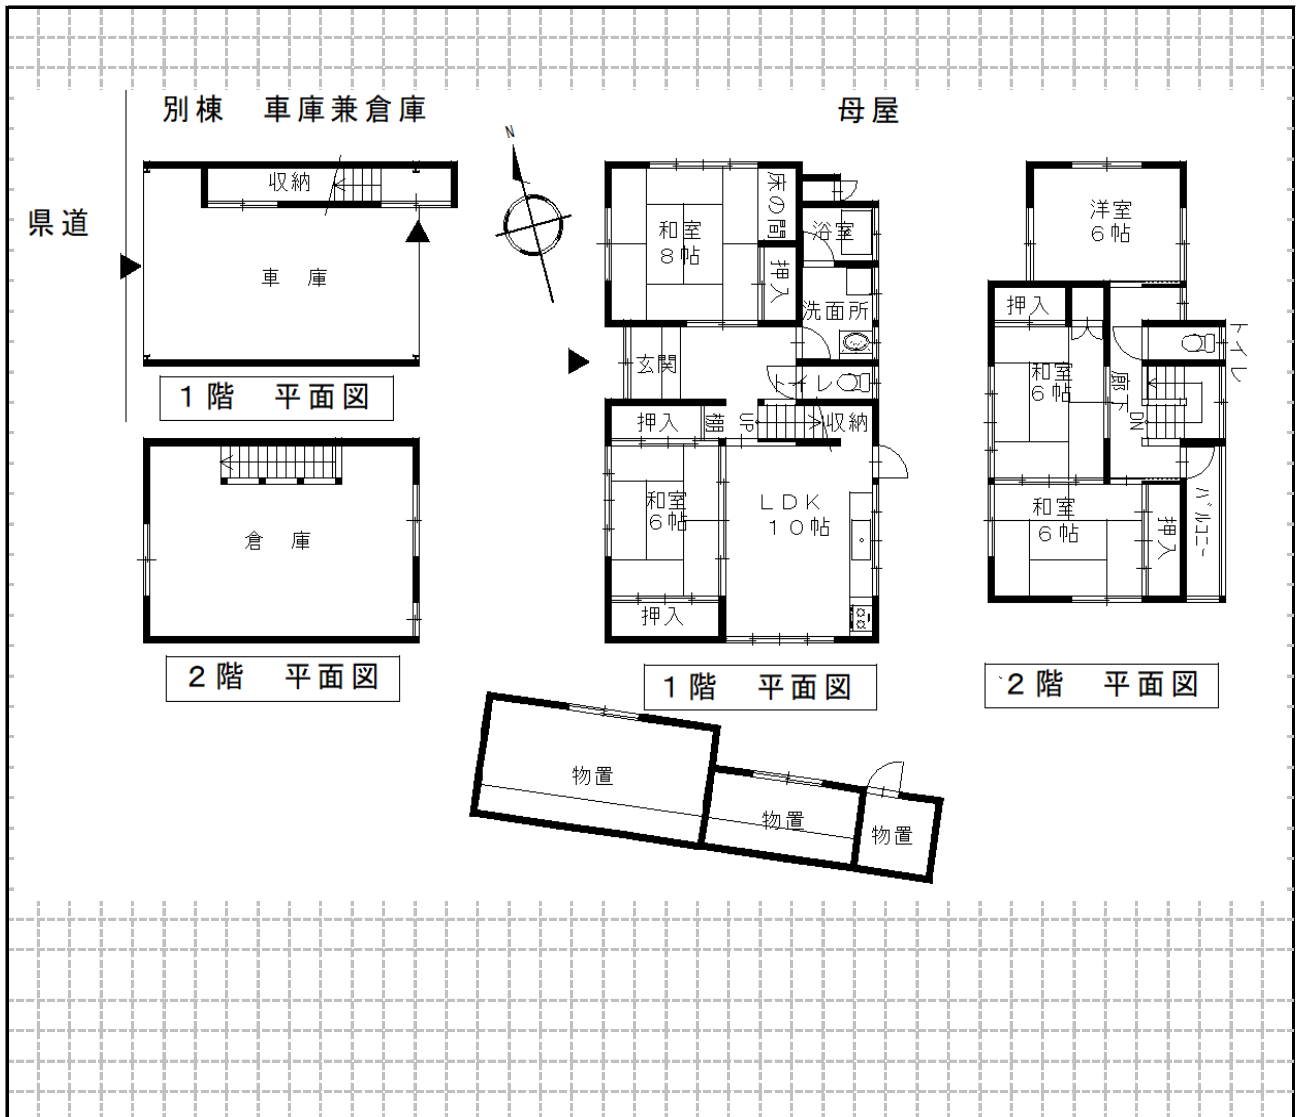 別棟　車庫兼倉庫
県道
収納
車　庫
1階　平面図
倉　庫
2階　平面図
N
母屋
和室
8帖
床の間
押入
浴室
洗面所
玄関
トイレ
押入
棚
UP
収納
和室
6帖
LDK
10帖
押入
1階　平面図
洋室
6帖
押入
和室
6帖
廊下
トイレ
DN
和室
6帖
押入
バルコニー
2階　平面図
物置
物置
物置